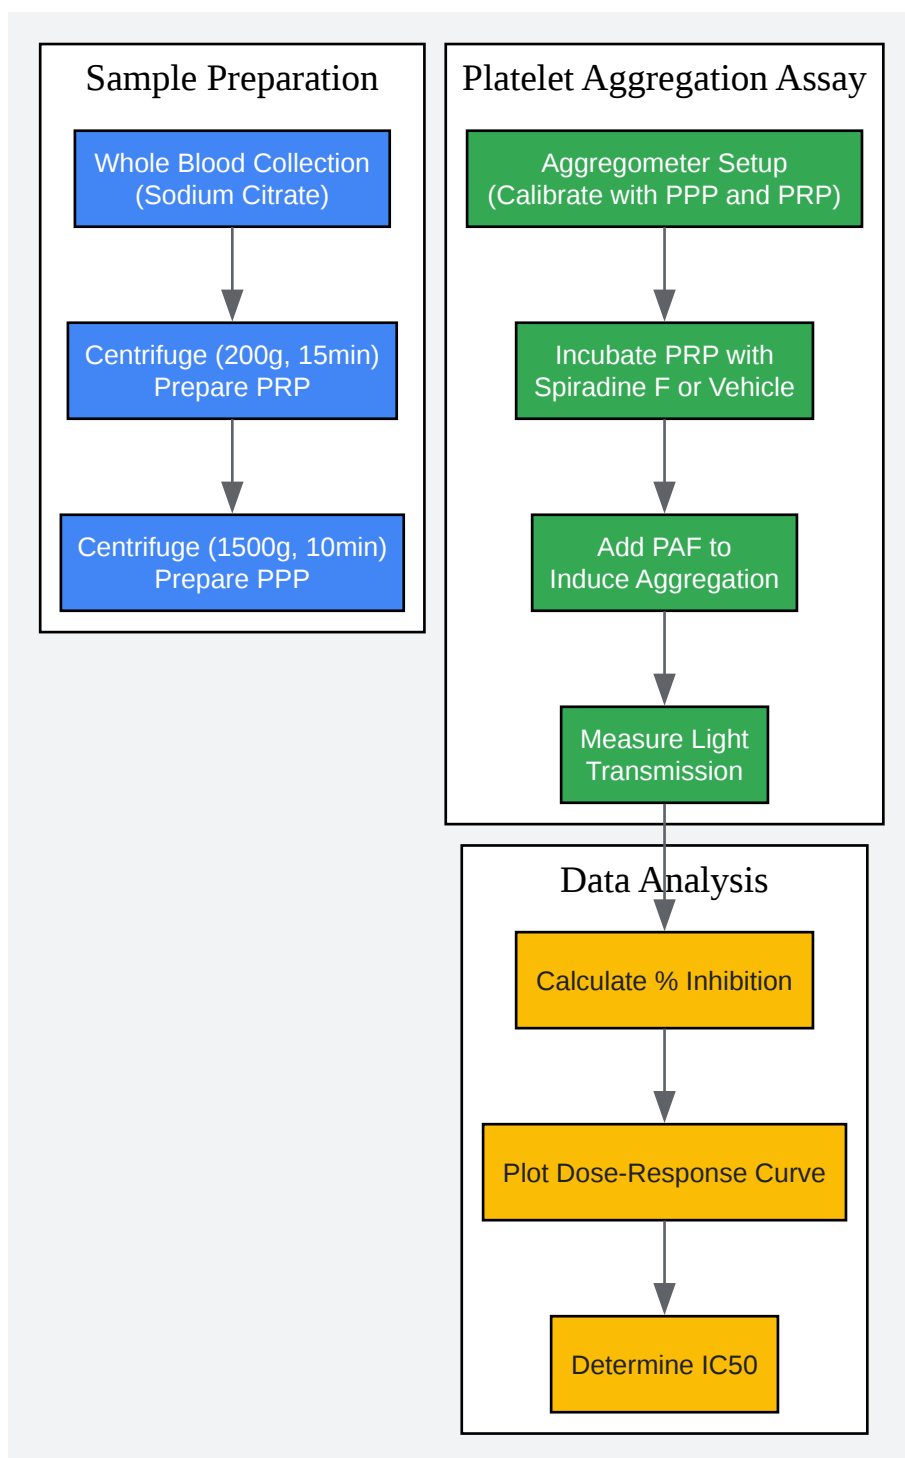 Sample Preparation
Whole Blood Collection
(Sodium Citrate)
Centrifuge (200g, 15min)
Prepare PRP
Centrifuge (1500g, 10min)
Prepare PPP
Platelet Aggregation Assay
Aggregometer Setup
(Calibrate with PPP and PRP)
Incubate PRP with
Spiradine F or Vehicle
Add PAF to
Induce Aggregation
Measure Light
Transmission
Data Analysis
Calculate % Inhibition
Plot Dose-Response Curve
Determine IC50